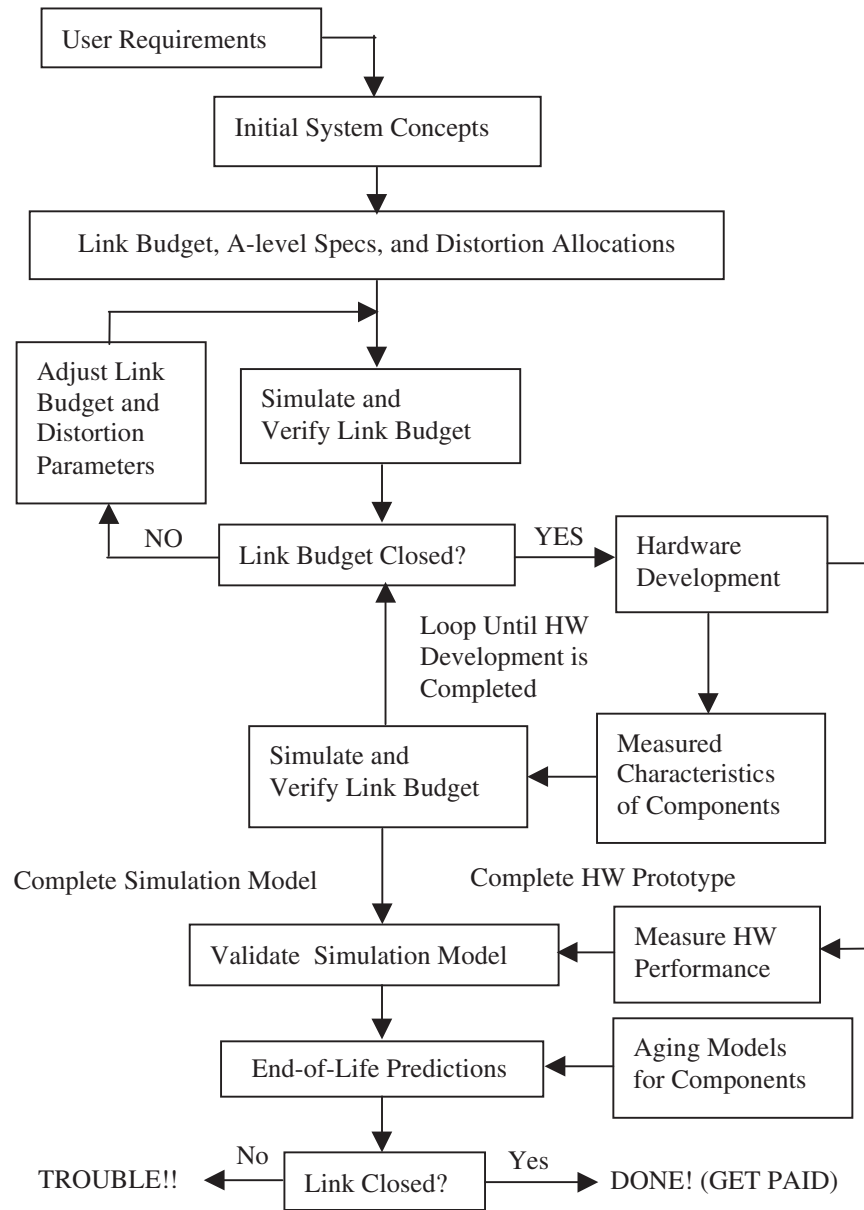 User Requirements
Initial System Concepts
Link Budget, A-level Specs, and Distortion Allocations
Adjust Link
Budget and
Distortion
Parameters
Simulate and
Verify Link Budget
NO
Link Budget Closed?
YES
Hardware
Development
Loop Until HW
Development is
Completed
Simulate and
Verify Link Budget
Measured
Characteristics
of Components
Complete Simulation Model
Complete HW Prototype
Validate Simulation Model
Measure HW
Performance
End-of-Life Predictions
Aging Models
for Components
TROUBLE!!
No
Link Closed?
Yes
DONE! (GET PAID)